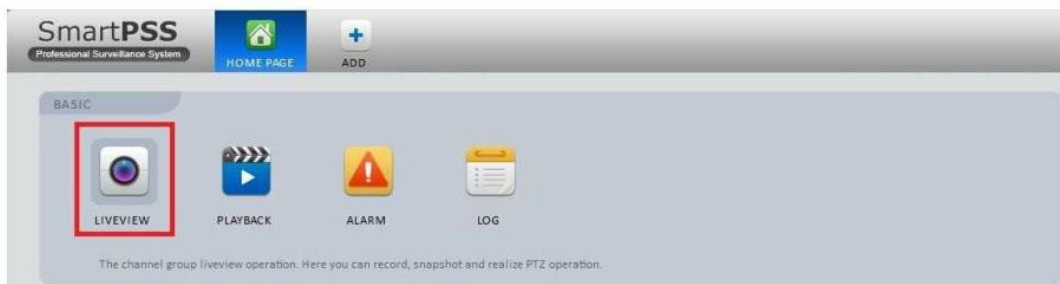 SmartPSS
Professional Surveillance System
HOME PAGE
ADD
BASIC
LIVEVIEW
PLAYBACK
ALARM
LOG
The channel group liveview operation. Here you can record, snapshot and realize PTZ operation.